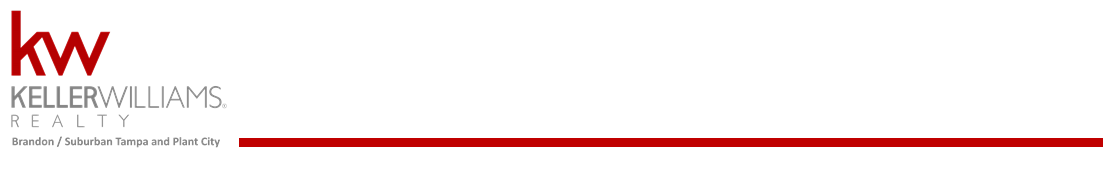 kw
KELLERWILLIAMS®
REALTY
Brandon / Suburban Tampa and Plant City